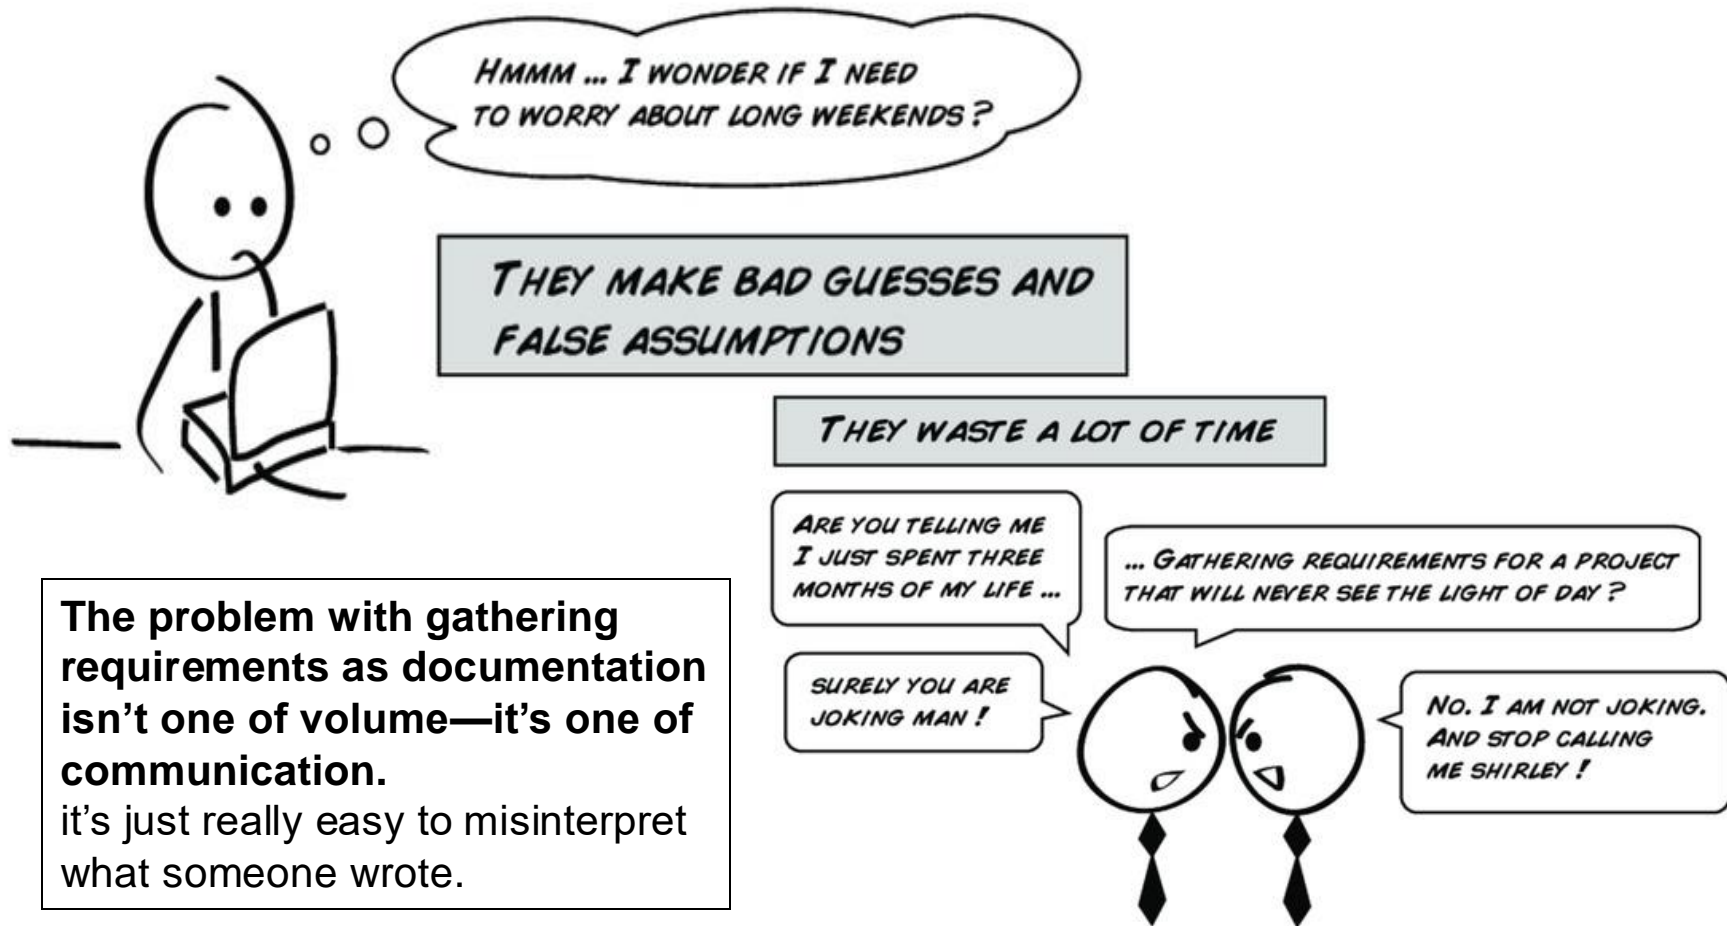 HMMM ... I WONDER IF I NEED
TO WORRY ABOUT LONG WEEKENDS?
THEY MAKE BAD GUESSES AND
FALSE ASSUMPTIONS
THEY WASTE A LOT OF TIME
ARE YOU TELLING ME
I JUST SPENT THREE
MONTHS OF MY LIFE ...
... GATHERING REQUIREMENTS FOR A PROJECT
THAT WILL NEVER SEE THE LIGHT OF DAY?
SURELY YOU ARE
JOKING MAN!
NO. I AM NOT JOKING.
AND STOP CALLING
ME SHIRLEY!
The problem with gathering
requirements as documentation
isn’t one of volume—it’s one of
communication.
it’s just really easy to misinterpret
what someone wrote.